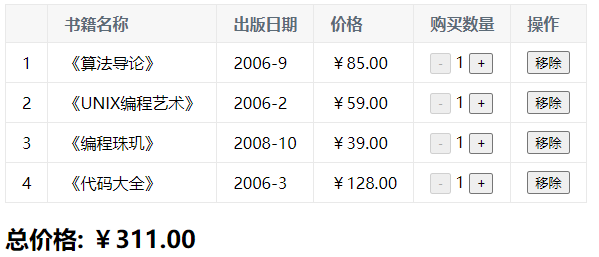 书籍名称 出版日期 价格 购买数量 操作
1 《算法导论》 2006-9 ¥85.00 - 1 + 移除
2 《UNIX编程艺术》 2006-2 ¥59.00 - 1 + 移除
3 《编程珠玑》 2008-10 ¥39.00 - 1 + 移除
4 《代码大全》 2006-3 ¥128.00 - 1 + 移除
总价格: ¥311.00